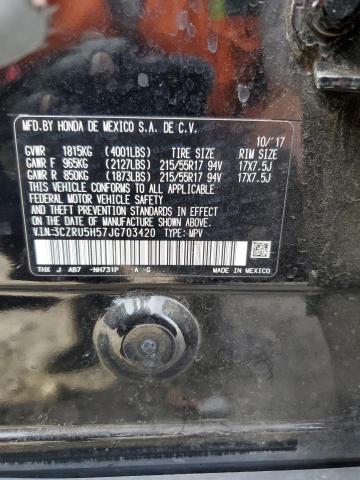 MFD.BY HONDA DE MEXICO S.A. DE C.V.
10/'17
GVWR 1815KG (4001LBS) TIRE SIZE RIM SIZE
GAWR F 965KG (2127LBS) 215/55R17 94V 17X7.5J
GAWR R 850KG (1873LBS) 215/55R17 94V 17X7.5J
THIS VEHICLE CONFORMS TO ALL APPLICABLE
FEDERAL MOTOR VEHICLE SAFETY AND
THEFT PREVENTION STANDARDS IN EFFECT ON
THE DATE OF MANUFACTURE SHOWN ABOVE.
V.I.N.:3CZRU5H57JG703420 TYPE: MPV
THX J AB7 -NH731P -A -G MADE IN MEXICO